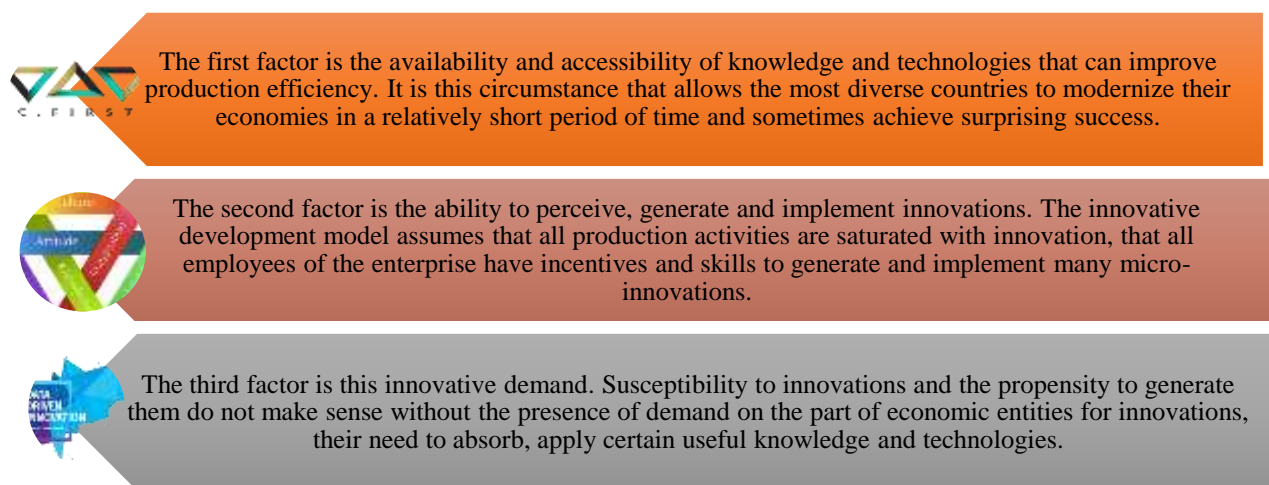 The first factor is the availability and accessibility of knowledge and technologies that can improve
production efficiency. It is this circumstance that allows the most diverse countries to modernize their
economies in a relatively short period of time and sometimes achieve surprising success.
C.FIRST
The second factor is the ability to perceive, generate and implement innovations. The innovative
development model assumes that all production activities are saturated with innovation, that all
employees of the enterprise have incentives and skills to generate and implement many micro-
innovations.
Attitude
The third factor is this innovative demand. Susceptibility to innovations and the propensity to generate
them do not make sense without the presence of demand on the part of economic entities for innovations,
their need to absorb, apply certain useful knowledge and technologies.
DATA
DRIVEN
INNOVATION